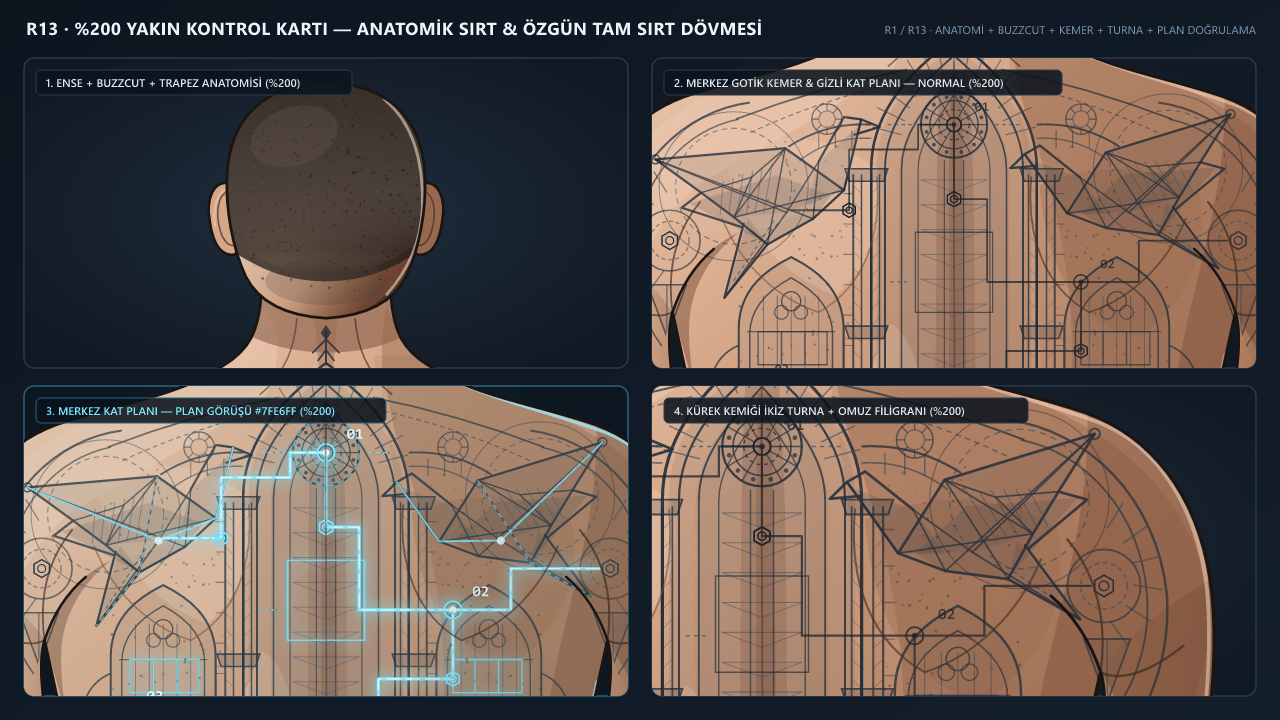 R13 · %200 YAKIN KONTROL KARTI — ANATOMİK SIRT & ÖZGÜN TAM SIRT DÖVMESİ
R1 / R13 · ANATOMİ + BUZZCUT + KEMER + TURNA + PLAN DOĞRULAMA
1. ENSE + BUZZCUT + TRAPEZ ANATOMİSİ (%200)
2. MERKEZ GOTİK KEMER & GİZLİ KAT PLANI — NORMAL (%200)
01
02
3. MERKEZ KAT PLANI — PLAN GÖRÜŞÜ #7FE6FF (%200)
01
02
03
4. KÜREK KEMİĞİ İKİZ TURNA + OMUZ FİLİGRANI (%200)
02